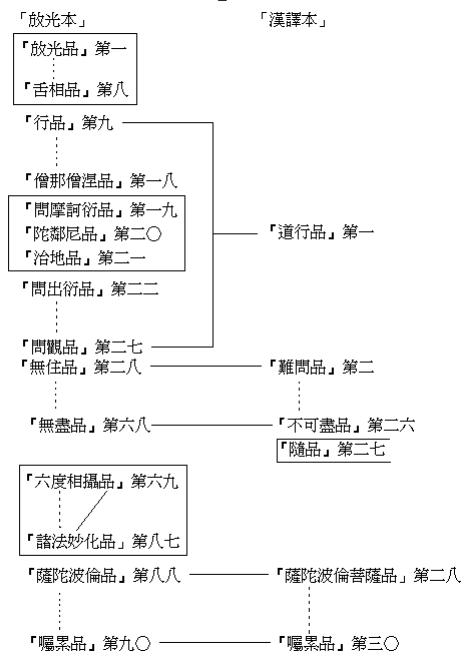 「放光本」
「漢譯本」
『放光品』第一
『舌相品』第八
『行品』第九
『僧那僧涅品』第一八
『問摩訶衍品』第一九
『陀鄰尼品』第二〇
『治地品』第二一
『道行品』第一
『問出衍品』第二二
『問觀品』第二七
『無住品』第二八
『難問品』第二
『無盡品』第六八
『不可盡品』第二六
『隨品』第二七
『六度相攝品』第六九
『諸法妙化品』第八七
『薩陀波倫品』第八八
『薩陀波倫菩薩品』第二八
『囑累品』第九〇
『囑累品』第三〇